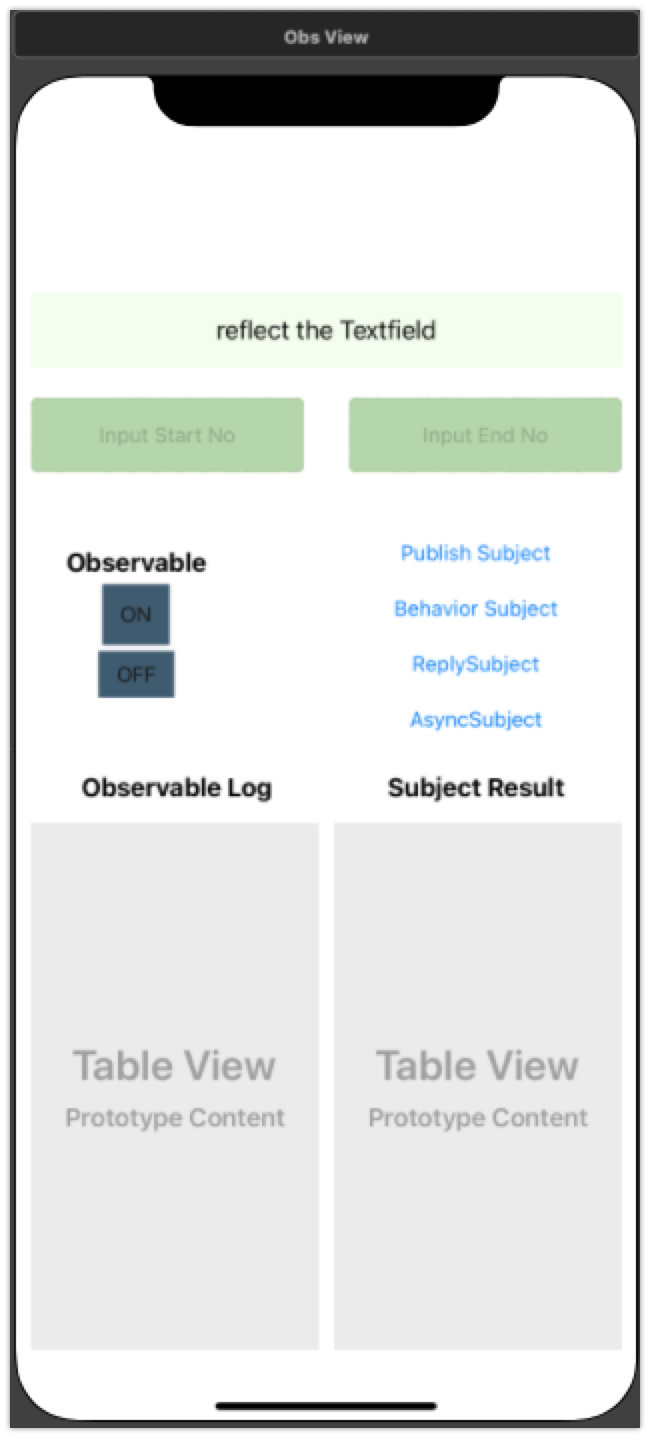 Obs View
reflect the Textfield
Input Start No
Input End No
Observable
ON
OFF
Publish Subject
Behavior Subject
ReplySubject
AsyncSubject
Observable Log
Subject Result
Table View
Prototype Content
Table View
Prototype Content